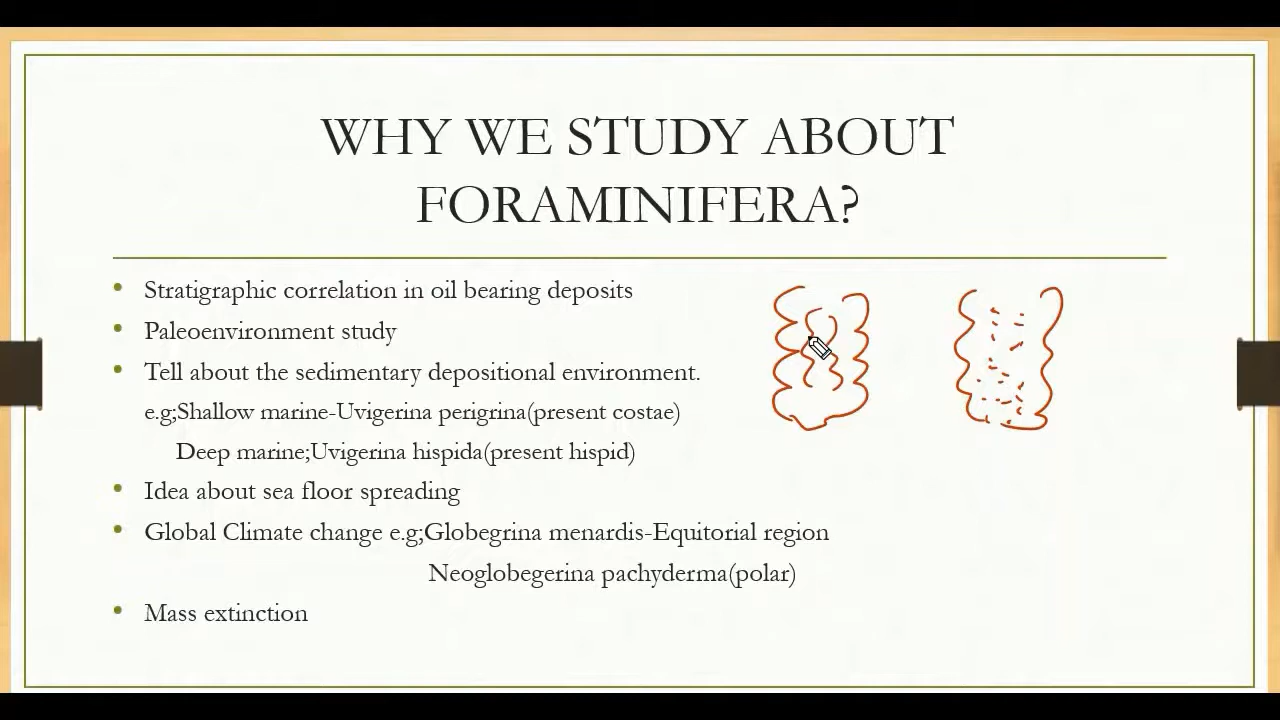 WHY WE STUDY ABOUT
FORAMINIFERA?
• Stratigraphic correlation in oil bearing deposits
• Paleoenvironment study
• Tell about the sedimentary depositional environment.
e.g;Shallow marine-Uvigerina perigrina(present costae)
Deep marine;Uvigerina hispida(present hispid)
• Idea about sea floor spreading
• Global Climate change e.g;Globegrina menardis-Equitorial region
Neoglobegerina pachyderma(polar)
• Mass extinction